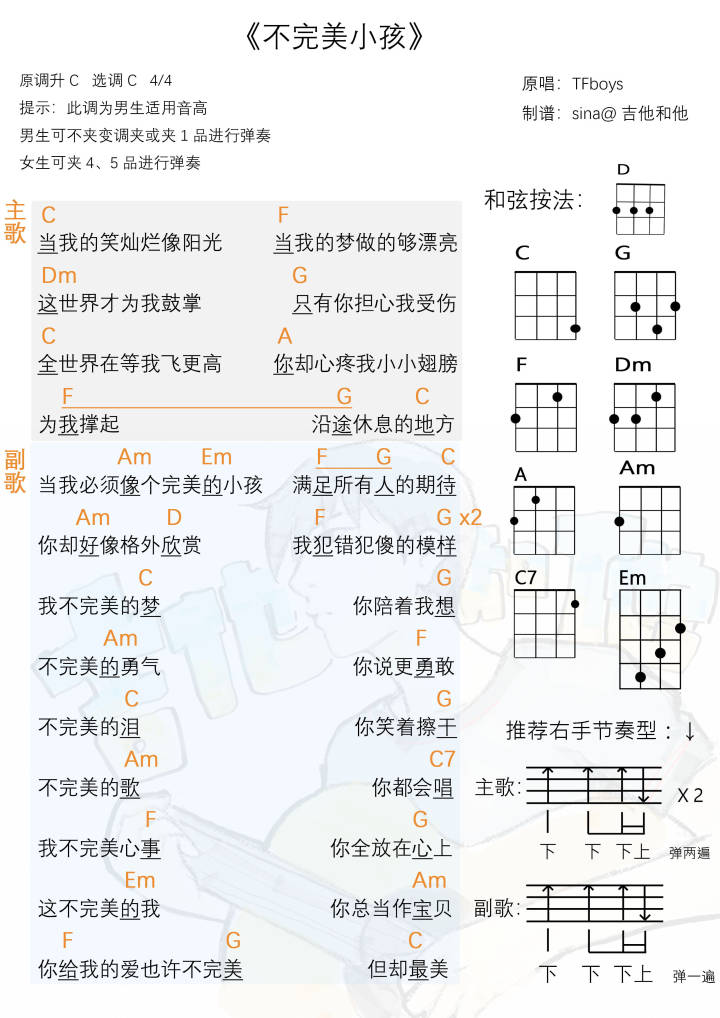 《不完美小孩》
原调升 C 选调 C 4/4
提示：此调为男生适用音高
男生可不夹变调夹或夹 1 品进行弹奏
女生可夹 4、5 品进行弹奏
原唱：TFboys
制谱：sina@ 吉他和他
主歌
C F
当我的笑灿烂像阳光 当我的梦做的够漂亮
Dm G
这世界才为我鼓掌 只有你担心我受伤
C A
全世界在等我飞更高 你却心疼我小小翅膀
F G C
为我撑起 沿途休息的地方
副歌
Am Em F G C
当我必须像个完美的小孩 满足所有人的期待
Am D F G x2
你却好像格外欣赏 我犯错犯傻的模样
C G
我不完美的梦 你陪着我想
Am F
不完美的勇气 你说更勇敢
C G
不完美的泪 你笑着擦干
Am C7
不完美的歌 你都会唱
F G
我不完美心事 你全放在心上
Em Am
这不完美的我 你总当作宝贝
F G C
你给我的爱也许不完美 但却最美
和弦按法：
D
C G
F Dm
A Am
C7 Em
推荐右手节奏型：↓
主歌： X 2
下 下 下上 弹两遍
副歌：
下 下 下上 弹一遍
吉他和他